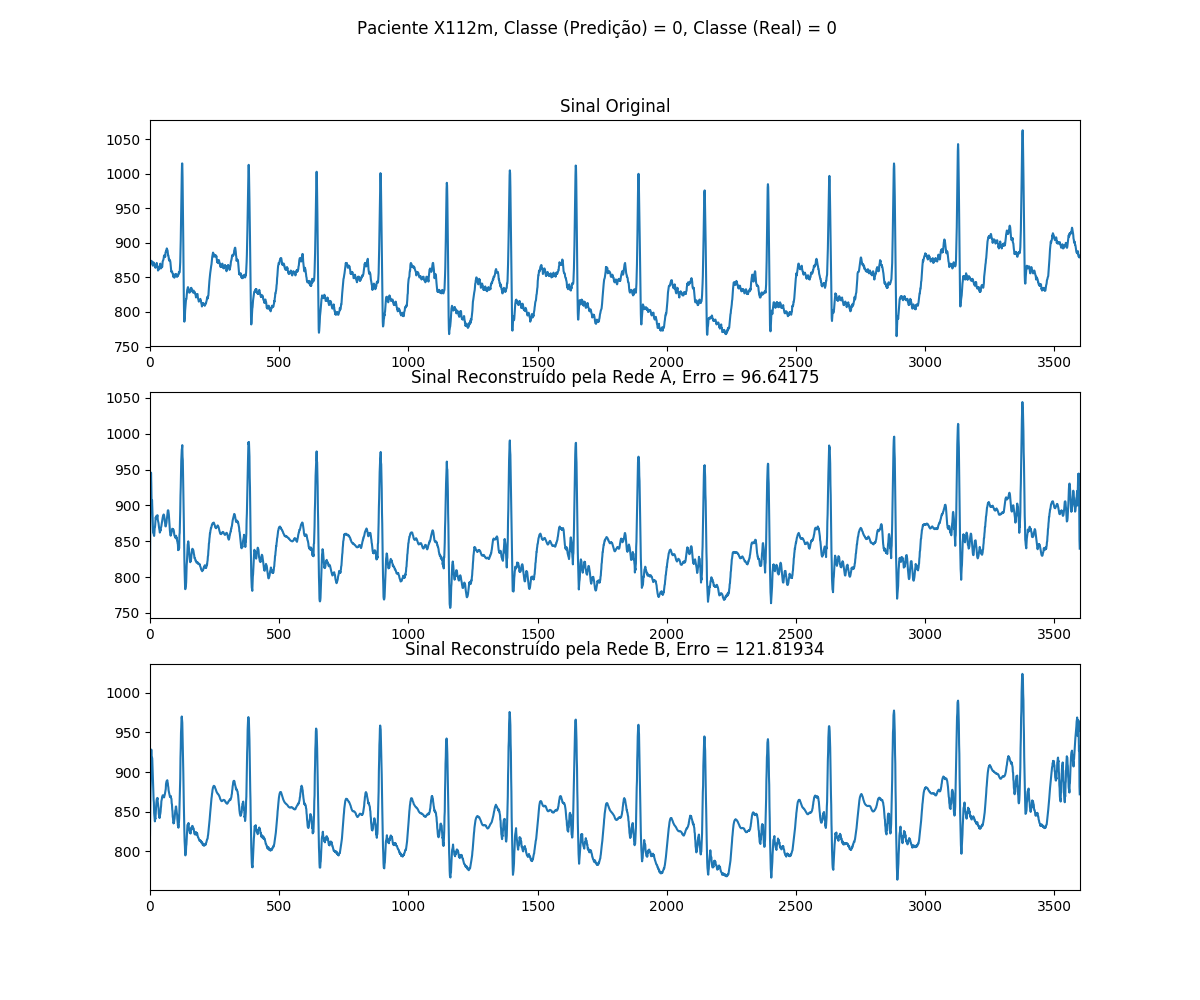 Paciente X112m, Classe (Predição) = 0, Classe (Real) = 0
Sinal Original
1050
1000
950
900
850
800
750
0 500 1000 1500 2000 2500 3000 3500
Sinal Reconstruído pela Rede A, Erro = 96.64175
1050
1000
950
900
850
800
750
0 500 1000 1500 2000 2500 3000 3500
Sinal Reconstruído pela Rede B, Erro = 121.81934
1000
950
900
850
800
0 500 1000 1500 2000 2500 3000 3500